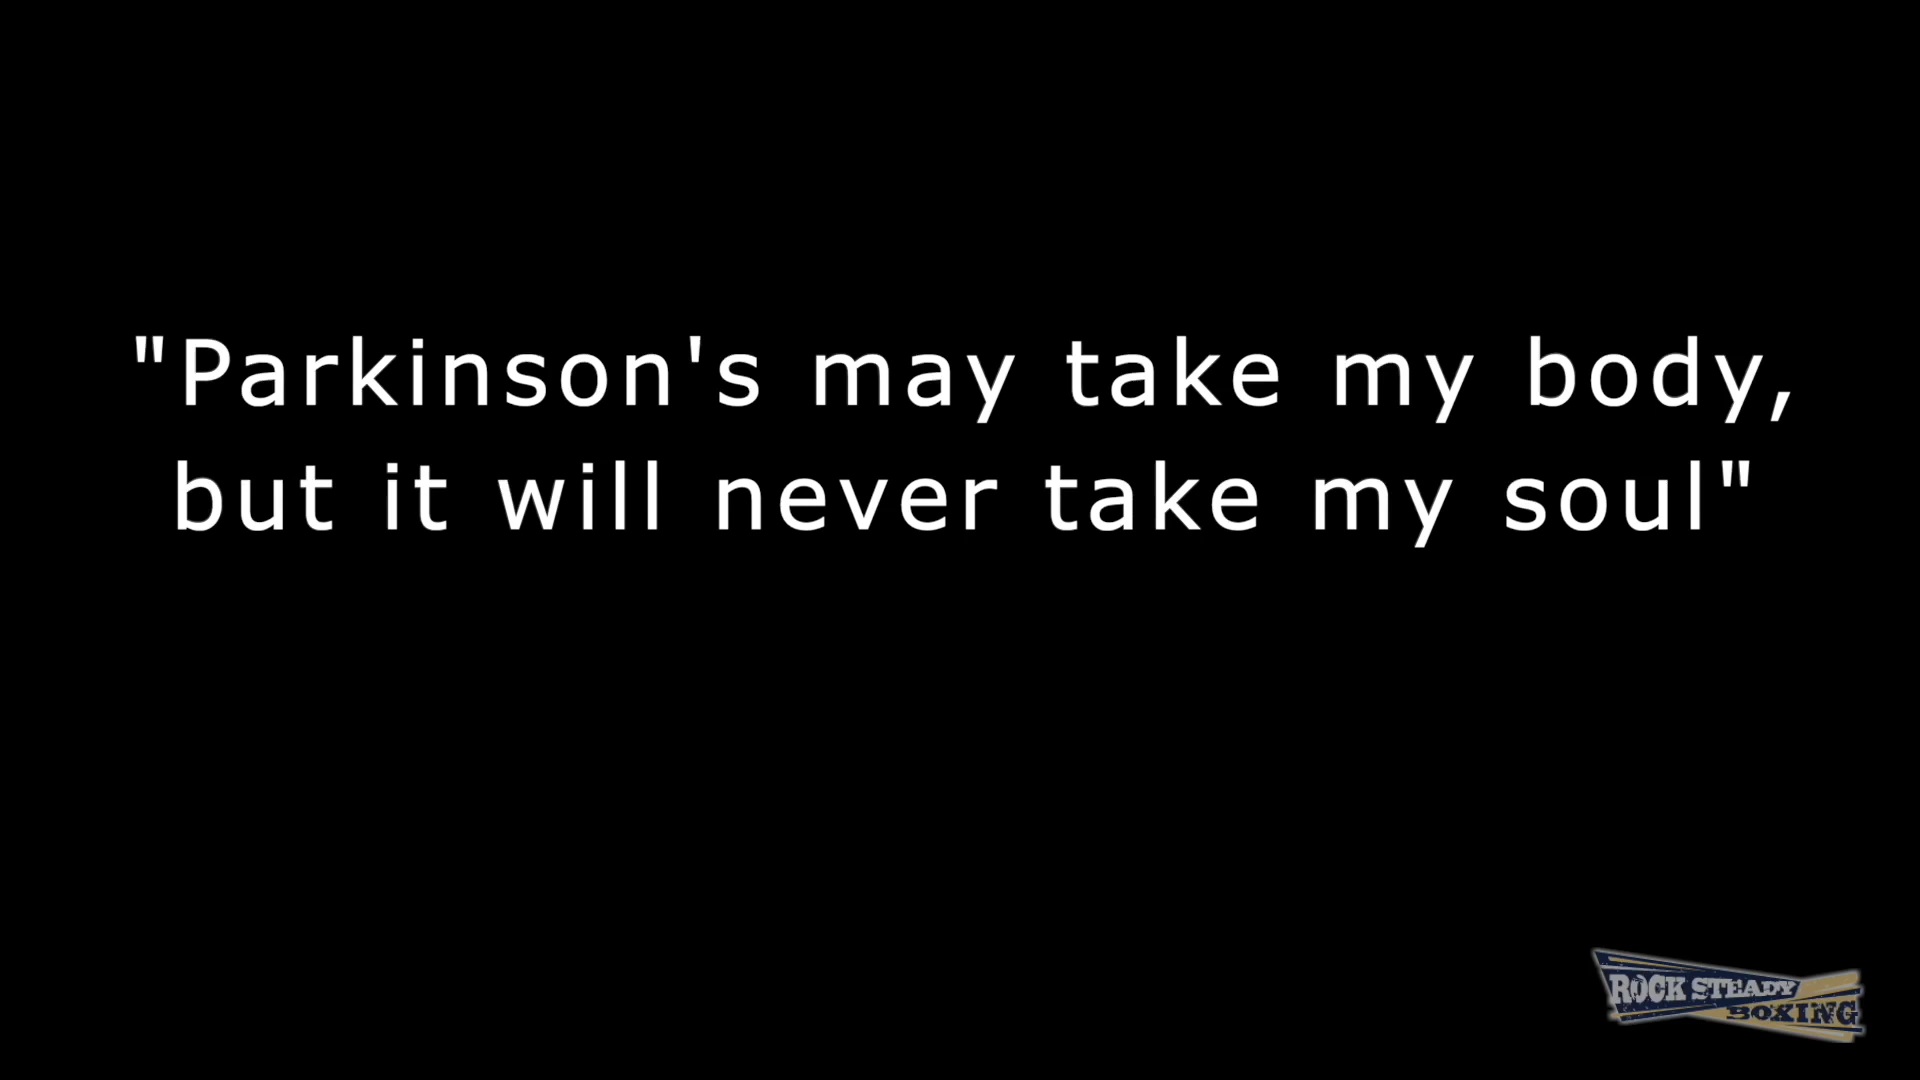 "Parkinson's may take my body,
but it will never take my soul"
ROCK STEADY
BOXING